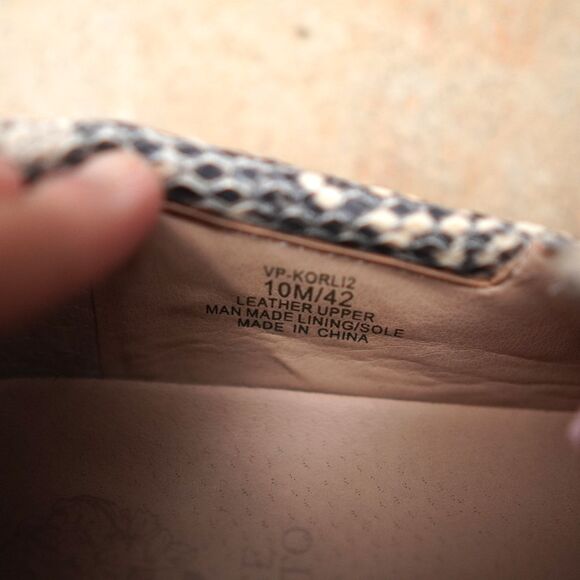 VP-KORLI2
10M/42
LEATHER UPPER
MAN MADE LINING/SOLE
MADE IN CHINA